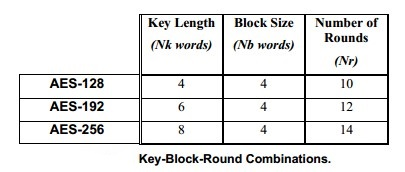 Key Length Block Size Number of
Rounds
(Nk words) (Nb words)
(Nr)
AES-128 4 4 10
AES-192 6 4 12
AES-256 8 4 14
Key-Block-Round Combinations.